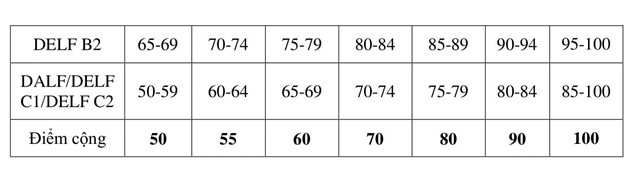 DELF B2 65-69 70-74 75-79 80-84 85-89 90-94 95-100
DALF/DELF
C1/DELF C2 50-59 60-64 65-69 70-74 75-79 80-84 85-100
Điểm cộng 50 55 60 70 80 90 100